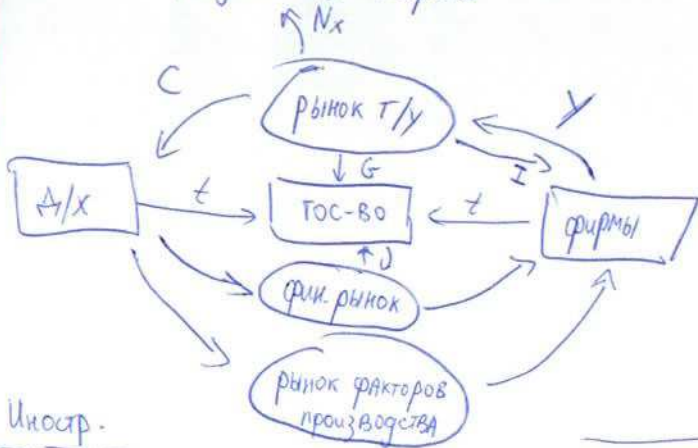 Nx
C
рынок т/у
Y
G
I
Д/Х
t
гос-во
t
фирмы
фин. рынок
рынок факторов
производства
Иностр.